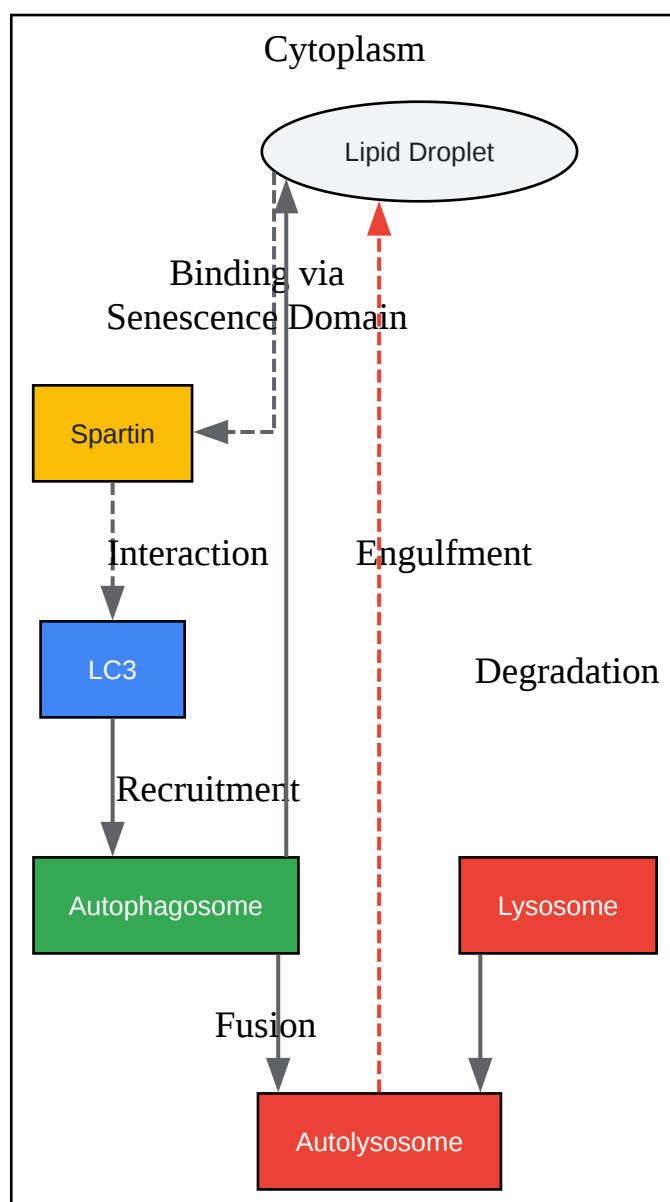 Cytoplasm
Lipid Droplet
Binding via
Senescence Domain
Spartin
Interaction
Engulfment
LC3
Degradation
Recruitment
Autophagosome
Lysosome
Fusion
Autolysosome